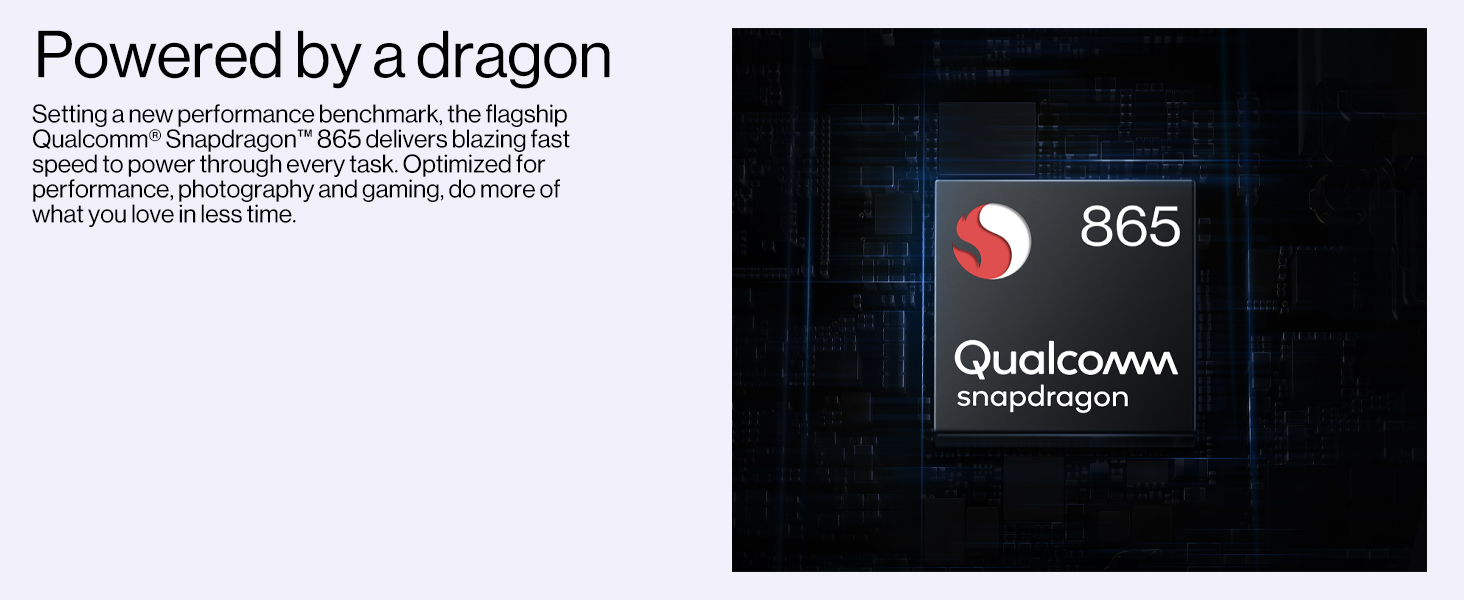 Powered by a dragon
Setting a new performance benchmark, the flagship
Qualcomm® Snapdragon™ 865 delivers blazing fast
speed to power through every task. Optimized for
performance, photography and gaming, do more of
what you love in less time.
865
Qualcomm
snapdragon